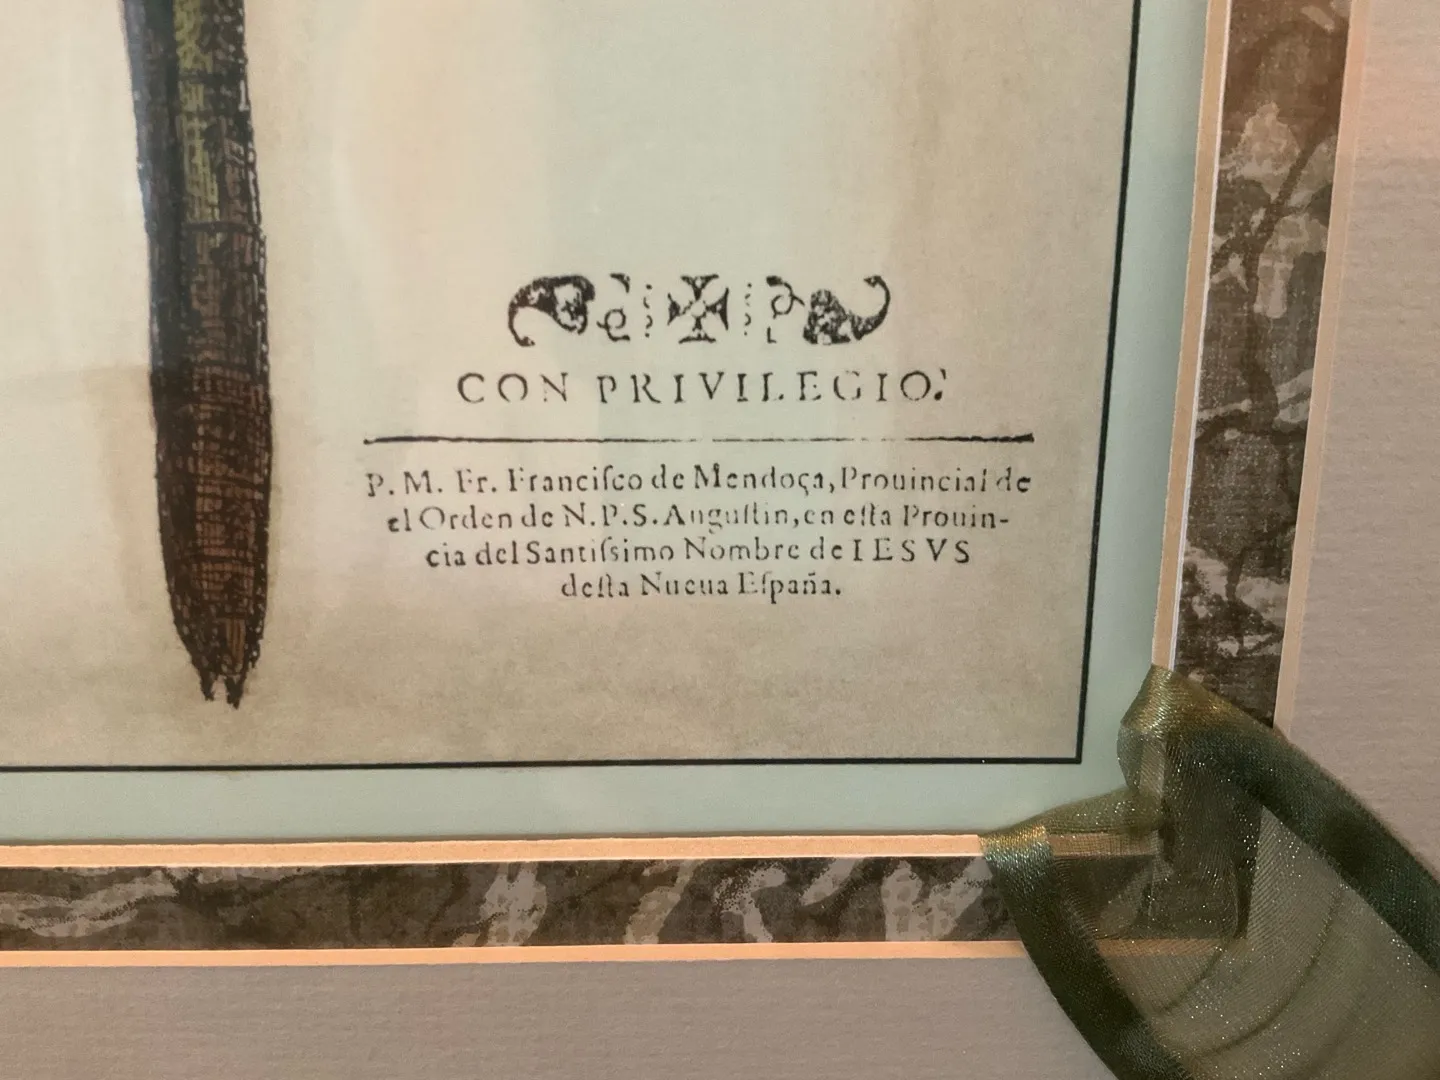 CON PRIVILEGIO:
P. M. Fr. Franciſco de Mendoça, Prouincial de
el Orden de N. P. S. Auguſtin, en eſta Prouin-
cia del Santiſsimo Nombre de IESVS
deſta Nueua Eſpaña.